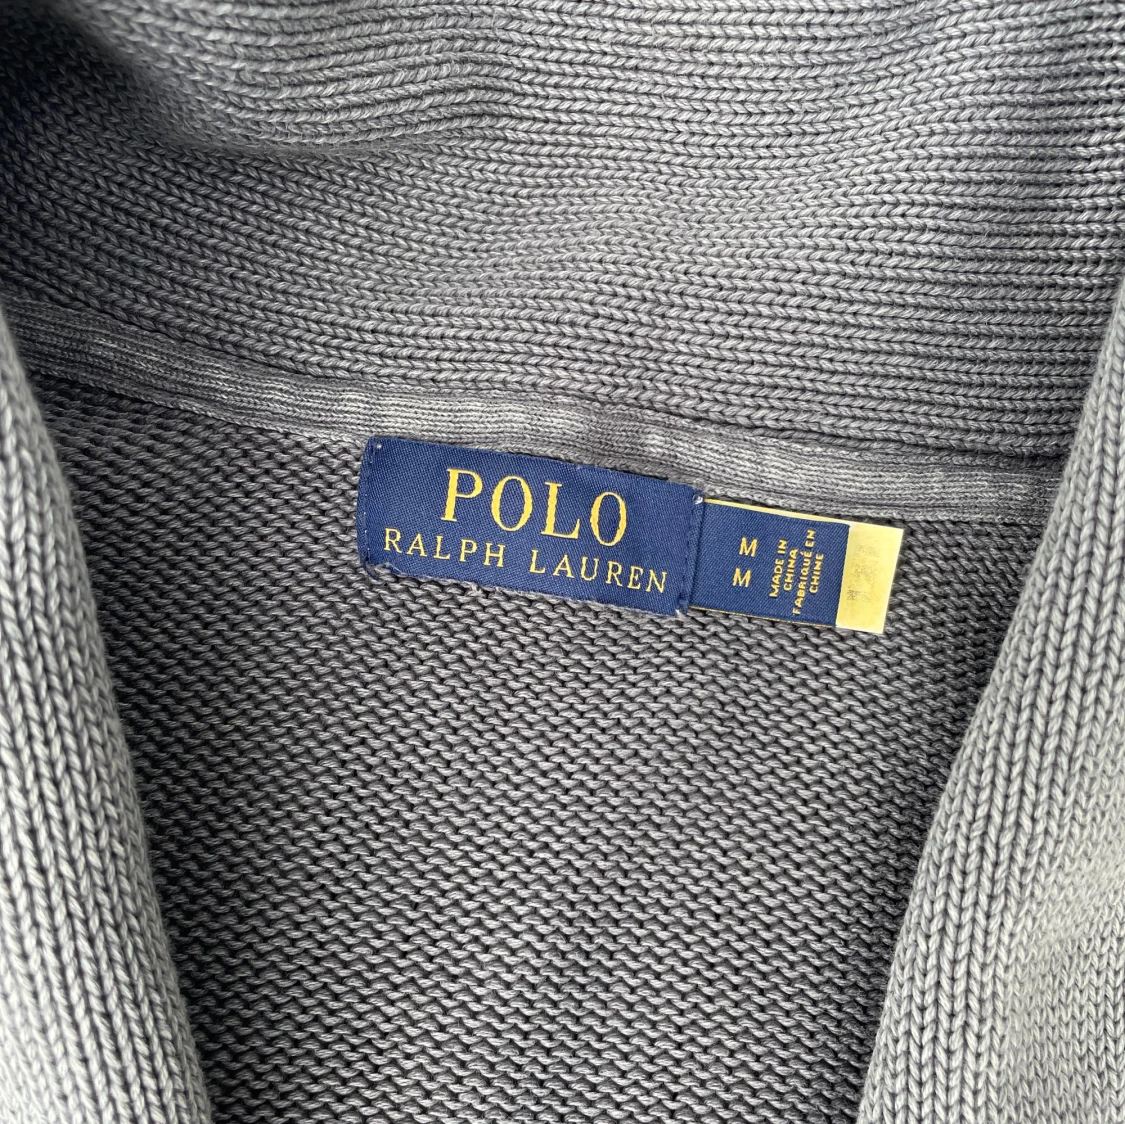 POLO
RALPH LAUREN
M
M
MADE IN
CHINA
FABRIQUÉ EN
CHINE